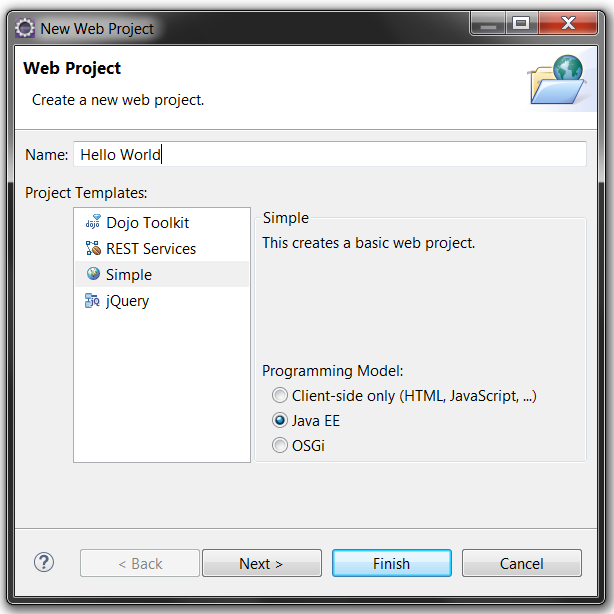 New Web Project
Web Project
Create a new web project.
Name: Hello World
Project Templates:
dojo Dojo Toolkit
REST Services
Simple
jQ jQuery
Simple
This creates a basic web project.
Programming Model:
Client-side only (HTML, JavaScript, ...)
Java EE
OSGi
? < Back Next > Finish Cancel